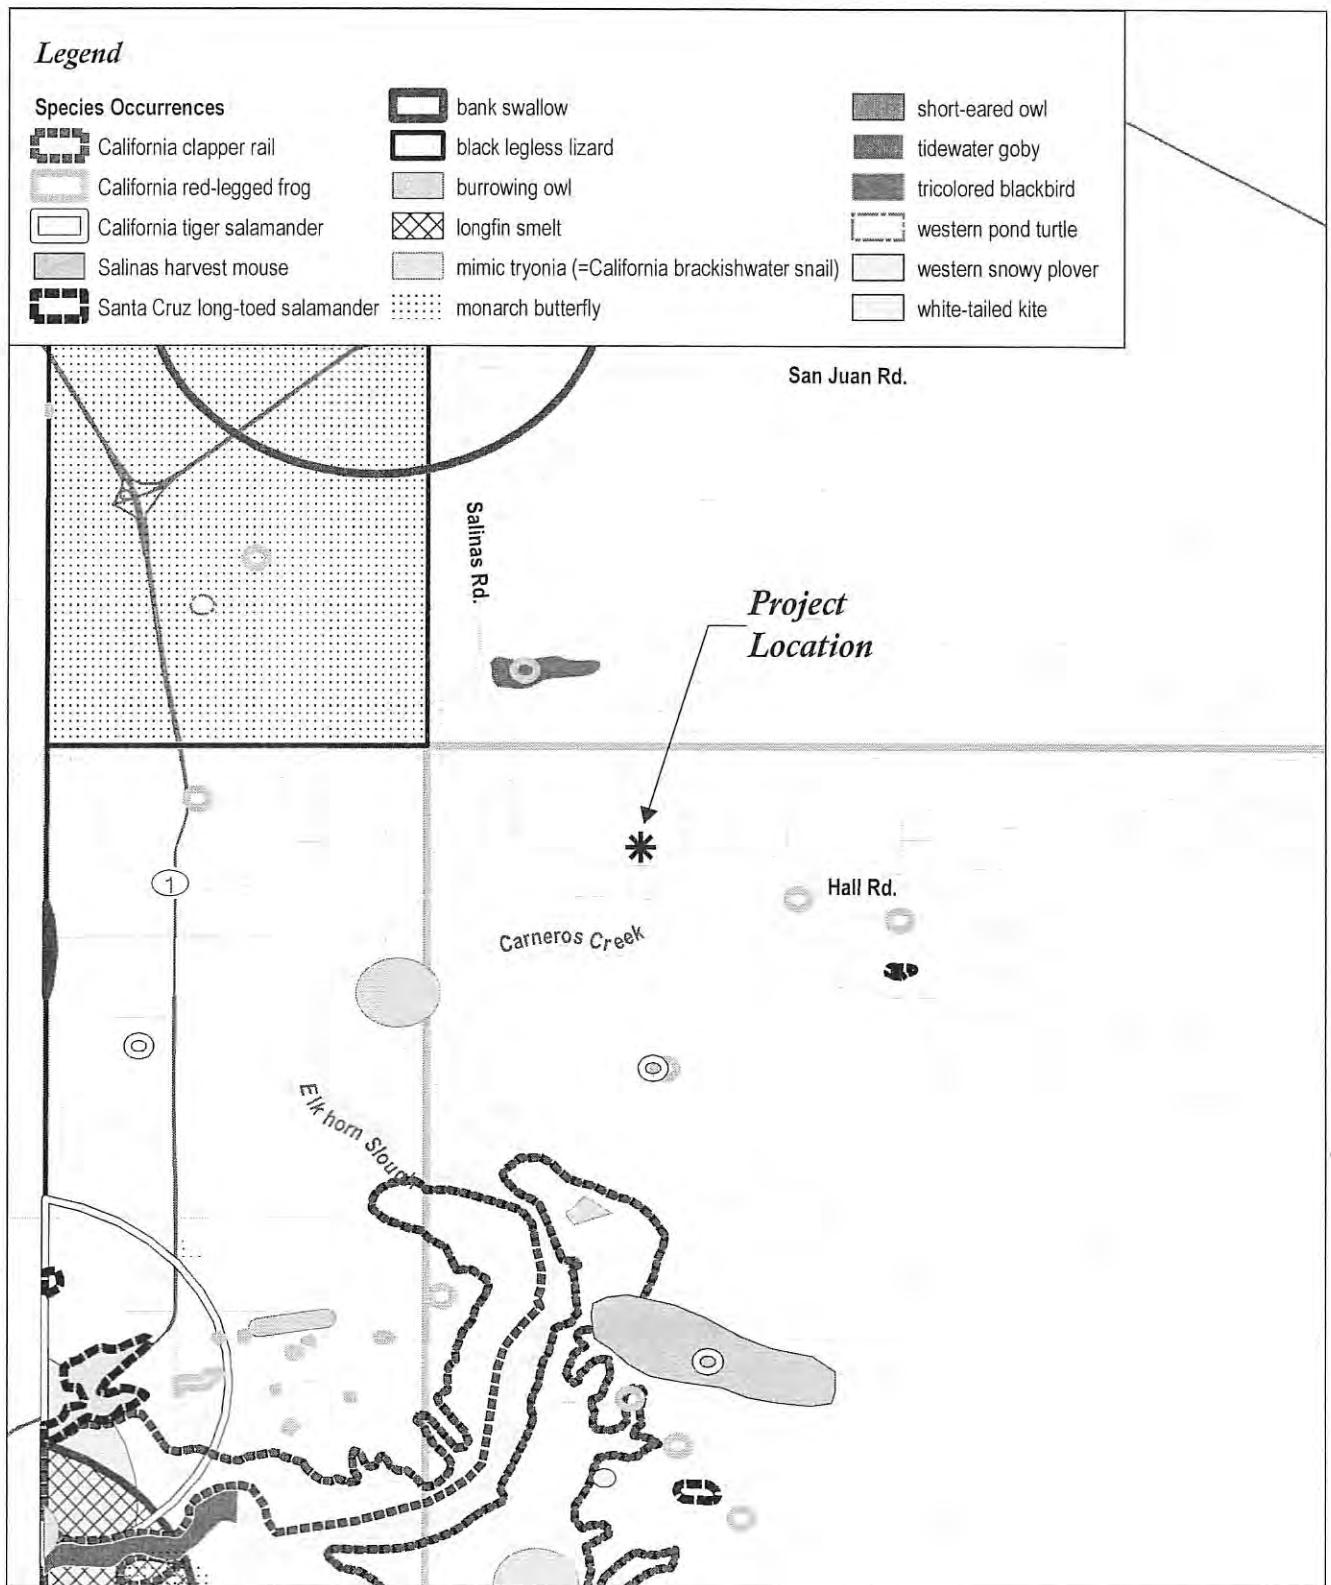 Legend
Species Occurrences
California clapper rail
California red-legged frog
California tiger salamander
Salinas harvest mouse
Santa Cruz long-toed salamander
bank swallow
black legless lizard
burrowing owl
longfin smelt
mimic tryonia (=California brackishwater snail)
monarch butterfly
short-eared owl
tidewater goby
tricolored blackbird
western pond turtle
western snowy plover
white-tailed kite
San Juan Rd.
Salinas Rd.
Project
Location
1
Hall Rd.
Carneros Creek
Elkhorn Slough